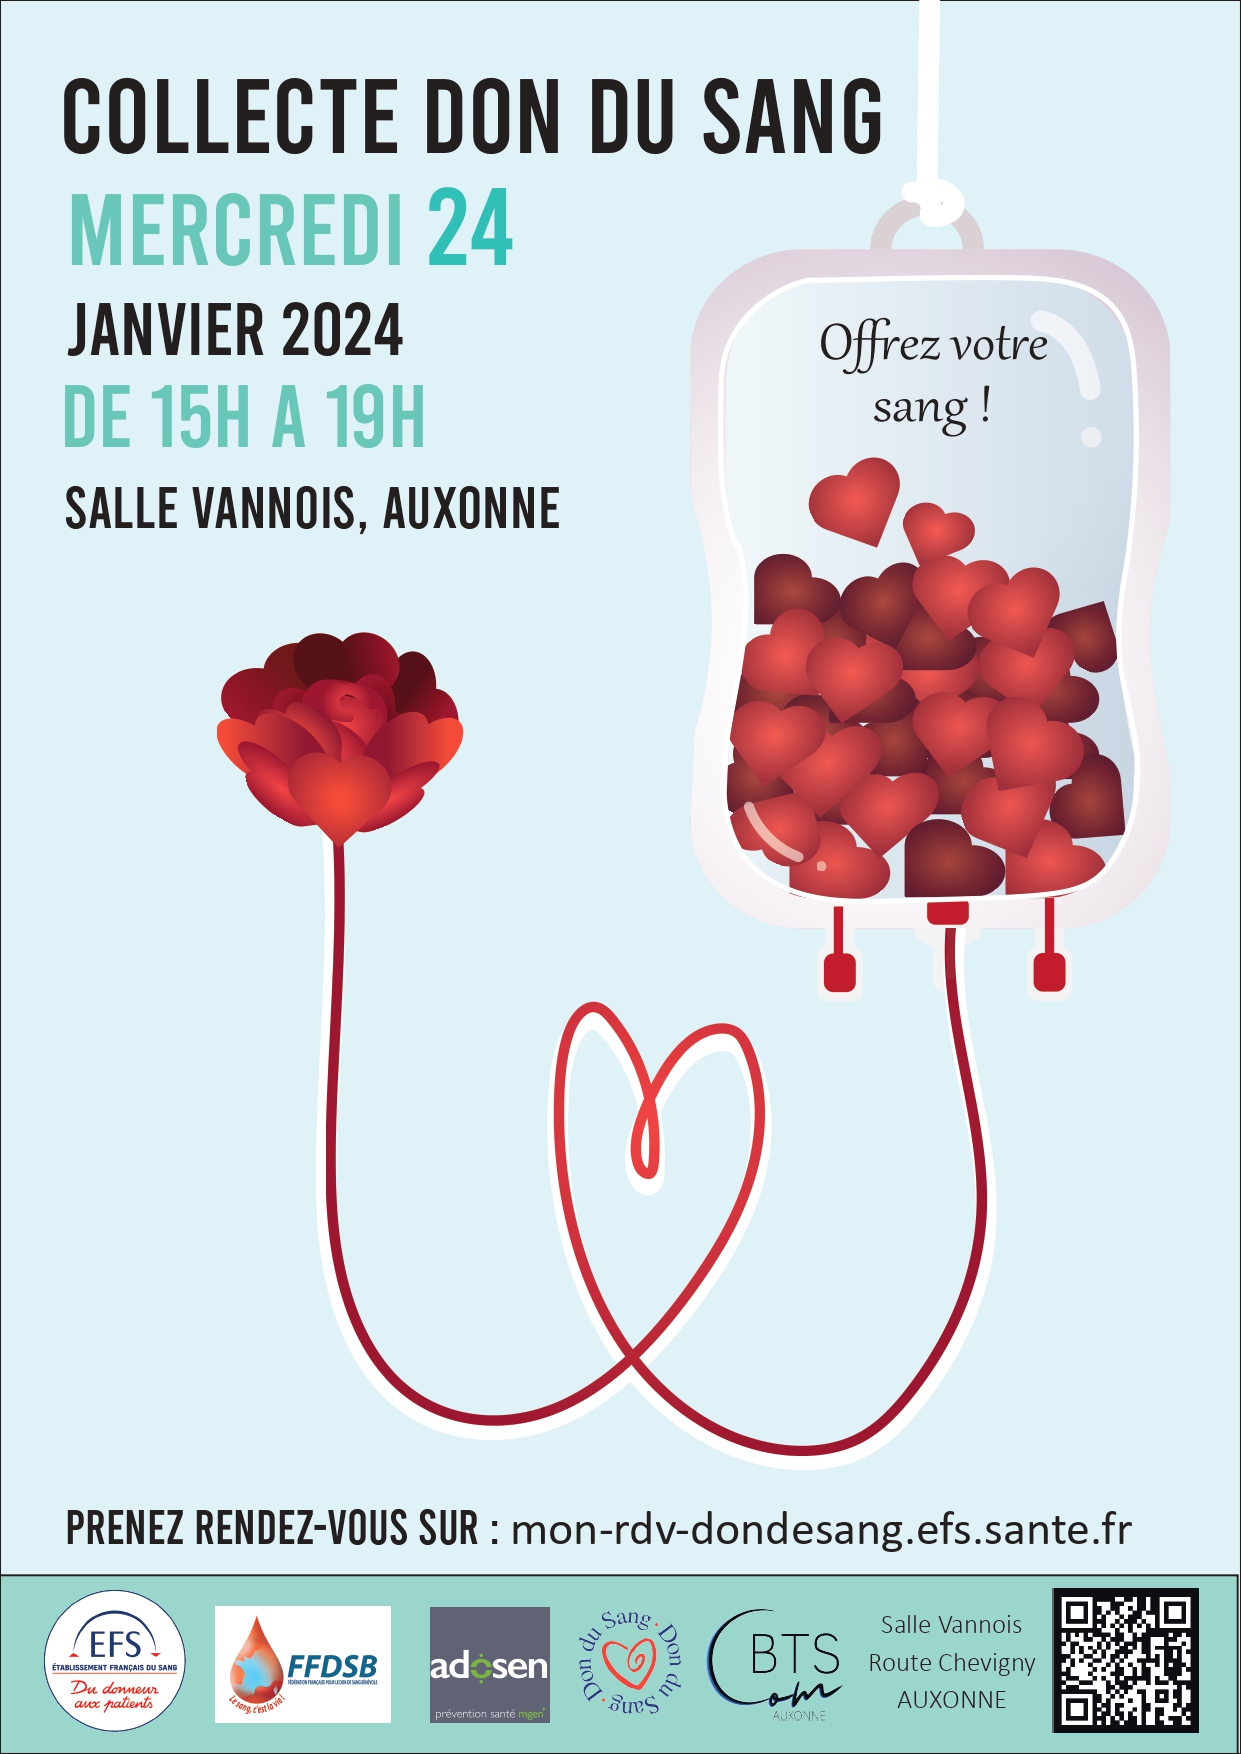 COLLECTE DON DU SANG
MERCREDI 24
JANVIER 2024
DE 15H A 19H
SALLE VANNOIS, AUXONNE
Offrez votre
sang !
PRENEZ RENDEZ-VOUS SUR : mon-rdv-dondesang.efs.sante.fr
EFS
ÉTABLISSEMENT FRANÇAIS DU SANG
Du donneur
aux patients
FFDSB
FÉDÉRATION FRANÇAISE POUR LE DON DE SANG BÉNÉVOLE
Le sang, c'est la vie !
adosen
prévention santé mgen
Don du Sang · Don du Sang ·
BTS
Com
AUXONNE
Salle Vannois
Route Chevigny
AUXONNE